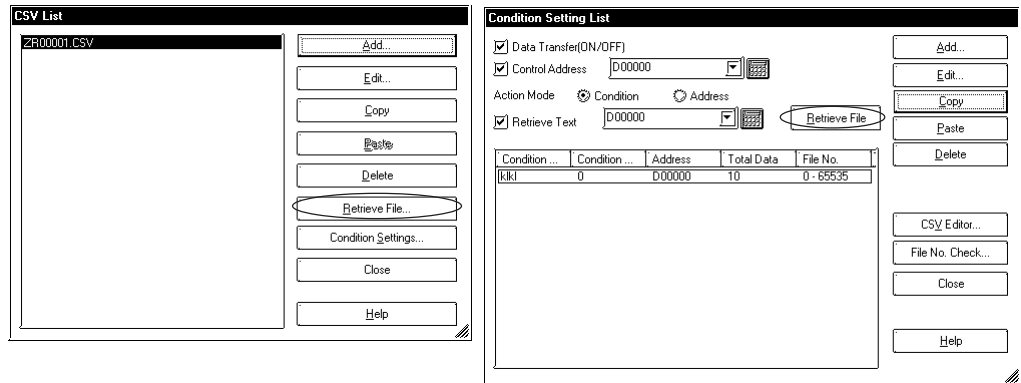 CSV List
ZR00001.CSV
Add...
Edit...
Copy
Paste
Delete
Retrieve File...
Condition Settings...
Close
Help
Condition Setting List
Data Transfer(ON/OFF)
Control Address D00000
Action Mode Condition Address
Retrieve Text D00000 Retrieve File
Condition ... Condition ... Address Total Data File No.
klkl 0 D00000 10 0 - 65535
Add...
Edit...
Copy
Paste
Delete
CSV Editor...
File No. Check...
Close
Help